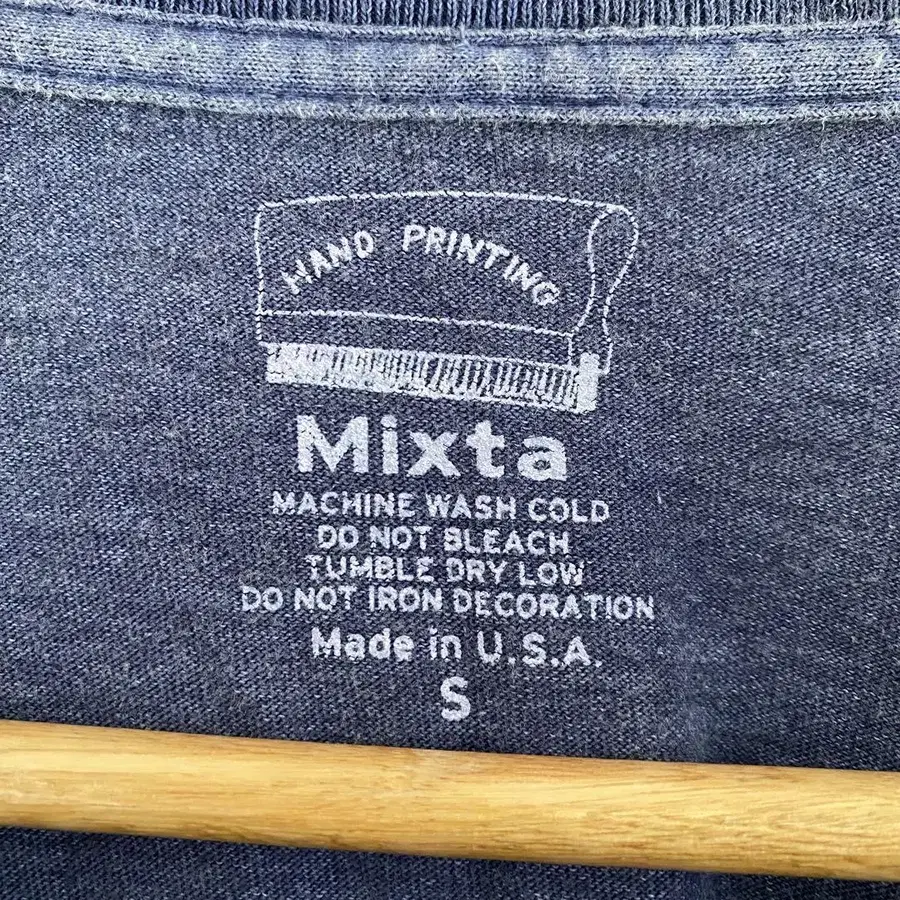 HAND PRINTING
Mixta
MACHINE WASH COLD
DO NOT BLEACH
TUMBLE DRY LOW
DO NOT IRON DECORATION
Made in U.S.A.
S